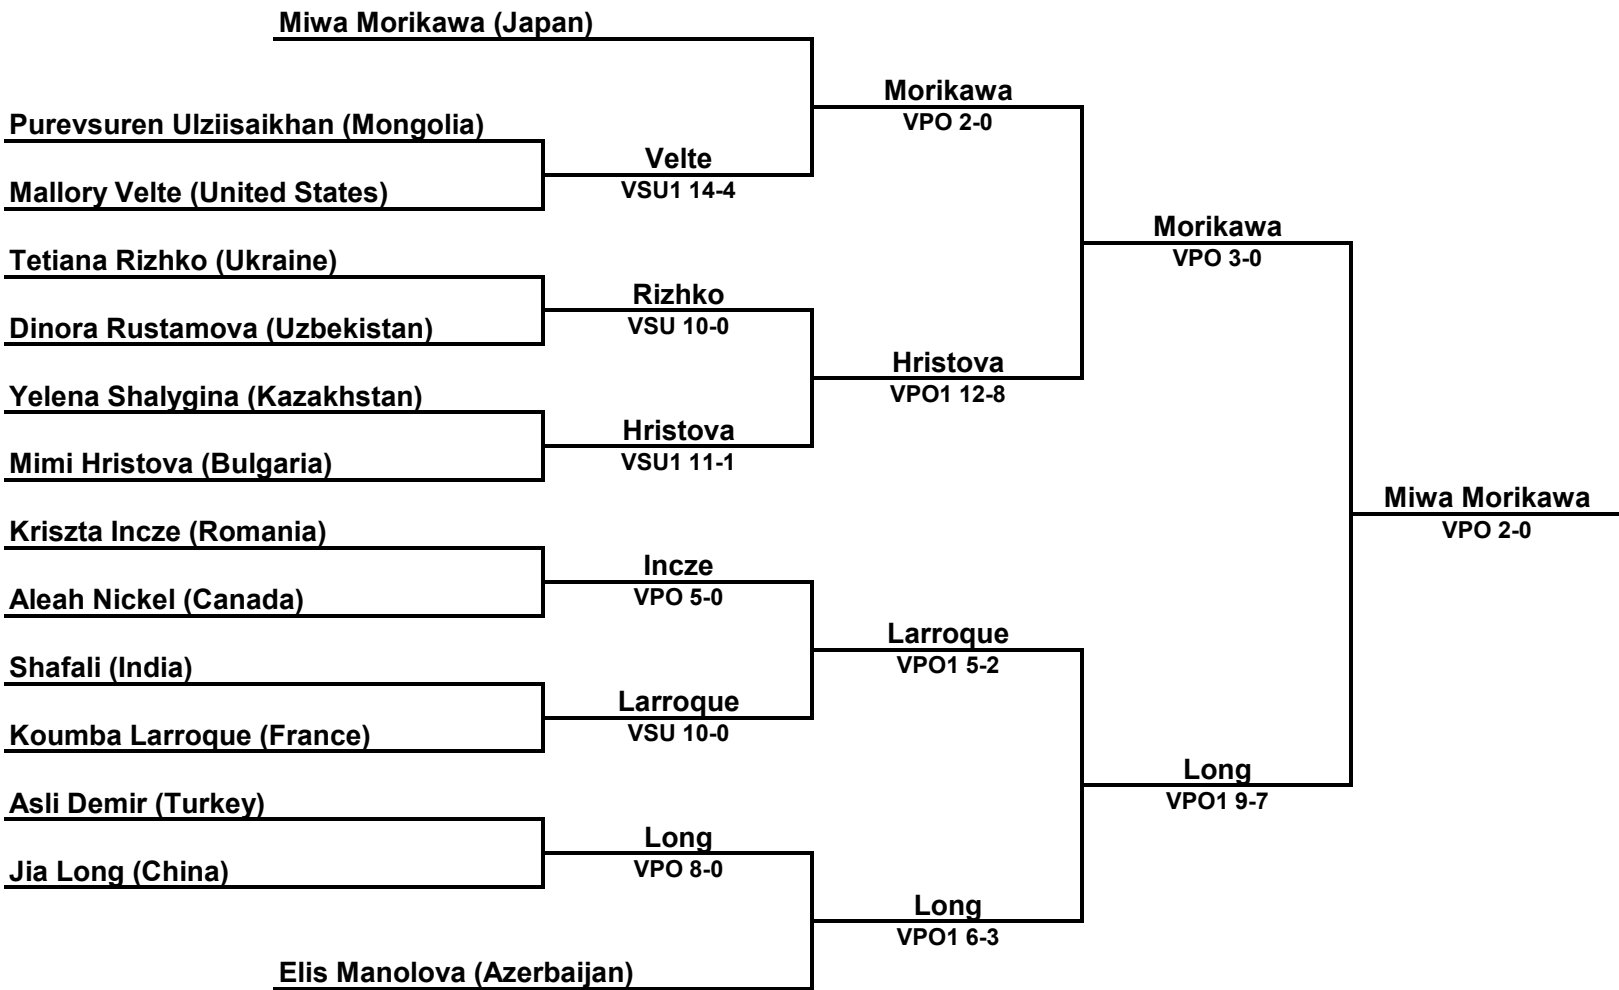 Miwa Morikawa (Japan)
Morikawa
VPO 2-0
Purevsuren Ulziisaikhan (Mongolia)
Velte
VSU1 14-4
Mallory Velte (United States)
Morikawa
VPO 3-0
Tetiana Rizhko (Ukraine)
Rizhko
VSU 10-0
Dinora Rustamova (Uzbekistan)
Hristova
VPO1 12-8
Yelena Shalygina (Kazakhstan)
Hristova
VSU1 11-1
Mimi Hristova (Bulgaria)
Miwa Morikawa
VPO 2-0
Kriszta Incze (Romania)
Incze
VPO 5-0
Aleah Nickel (Canada)
Larroque
VPO1 5-2
Shafali (India)
Larroque
VSU 10-0
Koumba Larroque (France)
Long
VPO1 9-7
Asli Demir (Turkey)
Long
VPO 8-0
Jia Long (China)
Long
VPO1 6-3
Elis Manolova (Azerbaijan)